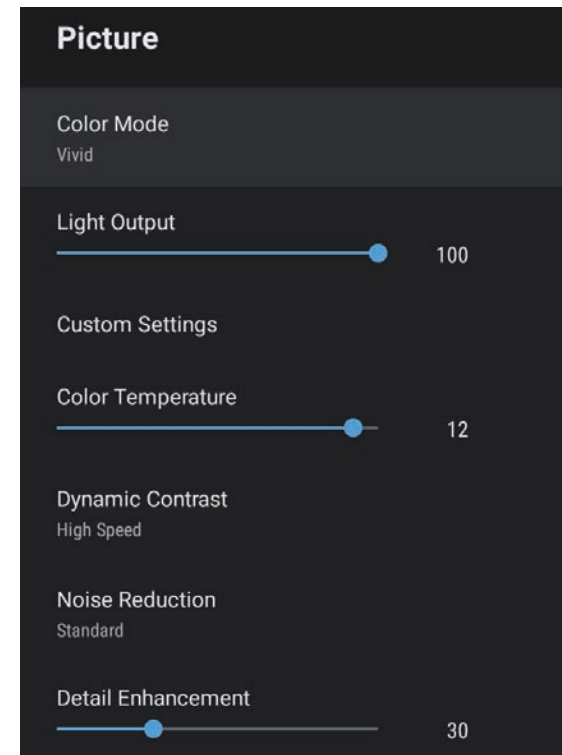 Picture
Color Mode
Vivid
Light Output
100
Custom Settings
Color Temperature
12
Dynamic Contrast
High Speed
Noise Reduction
Standard
Detail Enhancement
30